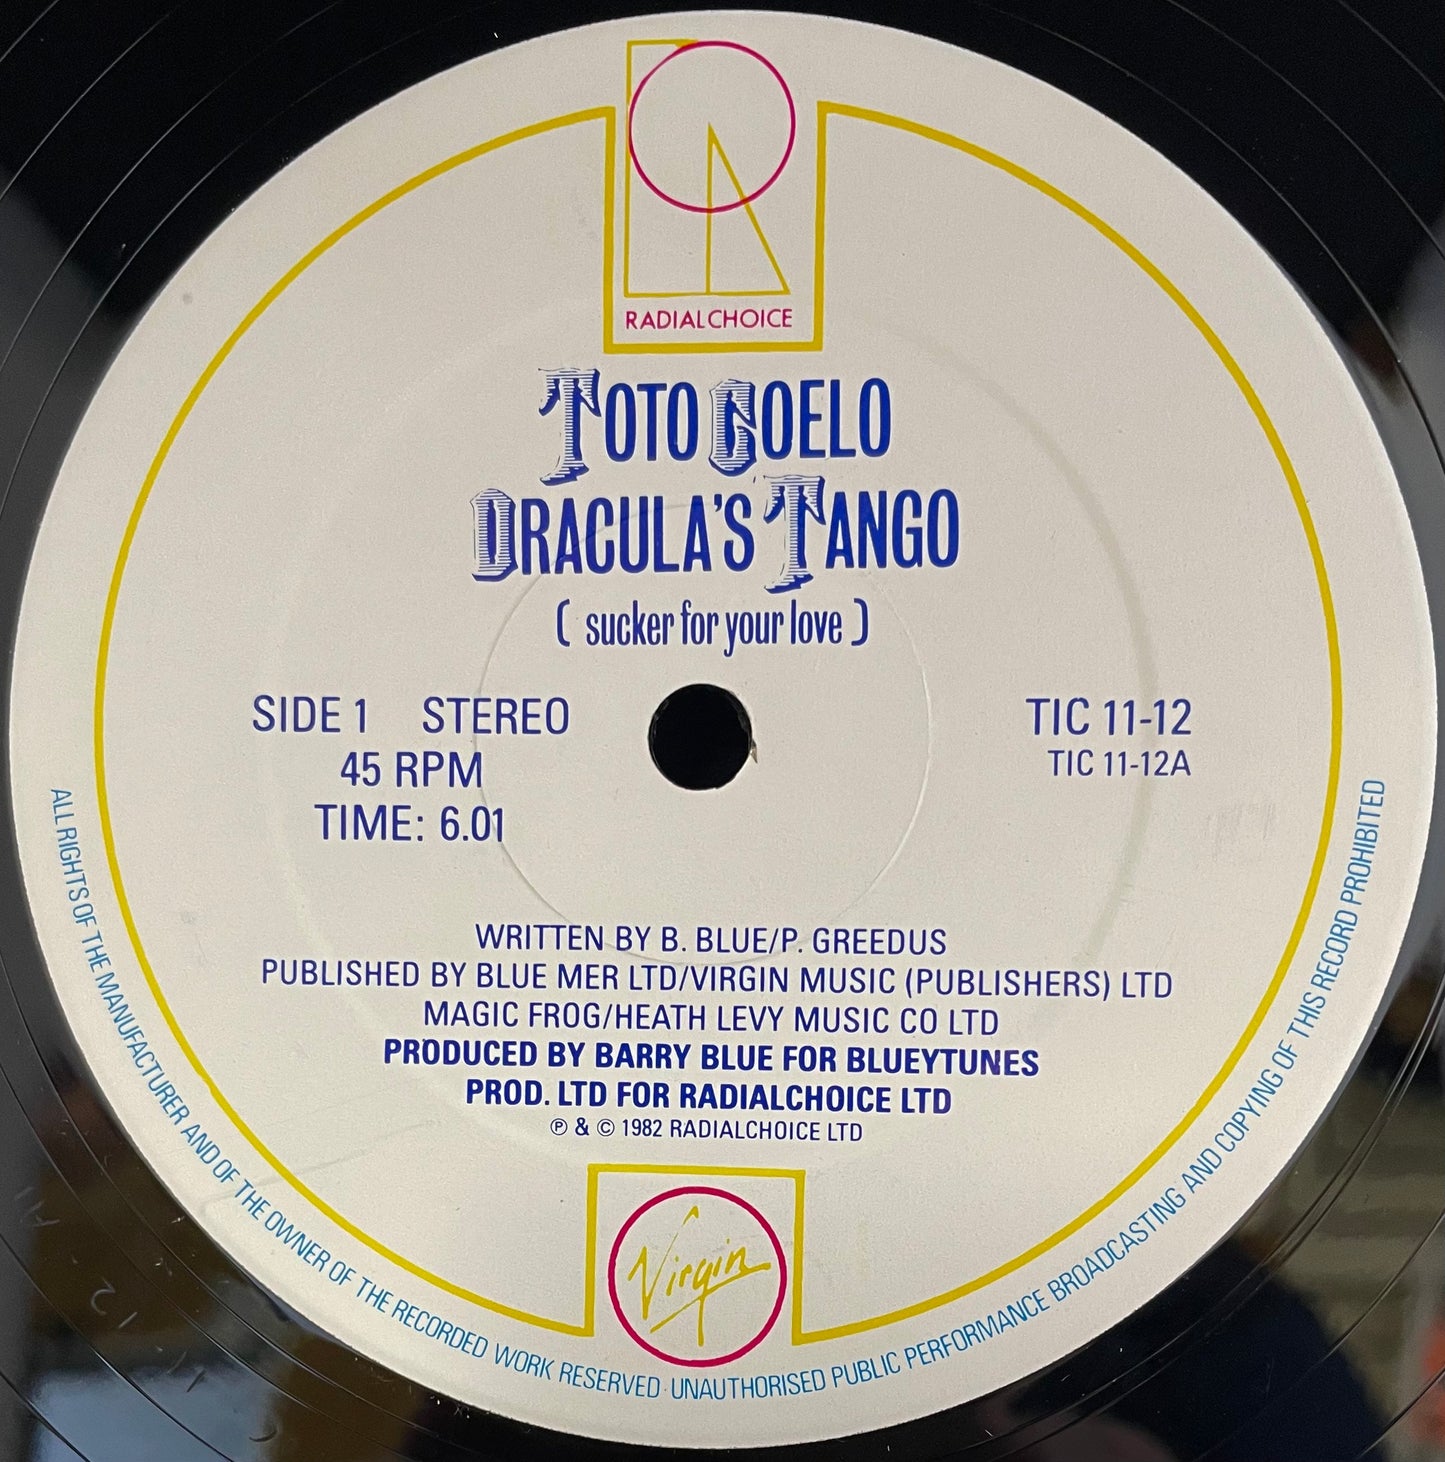 RADIALCHOICE
TOTO COELO
DRACULA'S TANGO
( sucker for your love )
SIDE 1 STEREO
45 RPM
TIME: 6.01
TIC 11-12
TIC 11-12A
WRITTEN BY B. BLUE/P. GREEDUS
PUBLISHED BY BLUE MER LTD/VIRGIN MUSIC (PUBLISHERS) LTD
MAGIC FROG/HEATH LEVY MUSIC CO LTD
PRODUCED BY BARRY BLUE FOR BLUEYTUNES
PROD. LTD FOR RADIALCHOICE LTD
℗ & © 1982 RADIALCHOICE LTD
Virgin
ALL RIGHTS OF THE MANUFACTURER AND OF THE OWNER OF THE RECORDED WORK RESERVED · UNAUTHORISED PUBLIC PERFORMANCE BROADCASTING AND COPYING OF THIS RECORD PROHIBITED